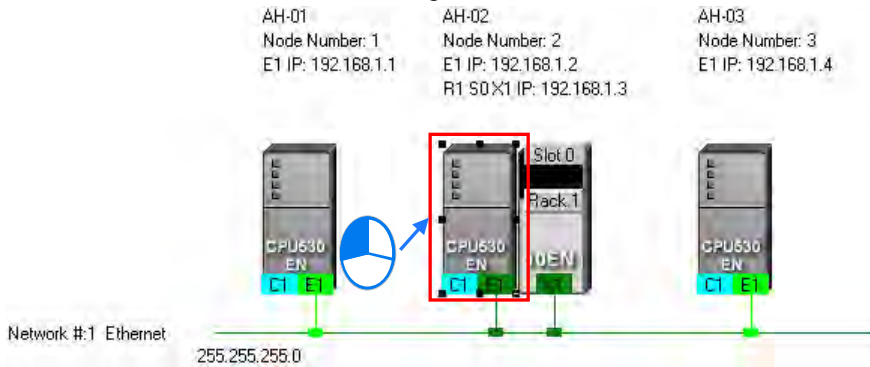 AH-01
Node Number: 1
E1 IP: 192.168.1.1
AH-02
Node Number: 2
E1 IP: 192.168.1.2
R1 S0 X1 IP: 192.168.1.3
AH-03
Node Number: 3
E1 IP: 192.168.1.4
CPU530
EN
C1 E1
CPU530
EN
C1 E1
Slot 0
Rack 1
10EN
CPU530
EN
C1 E1
Network #:1 Ethernet
255.255.255.0